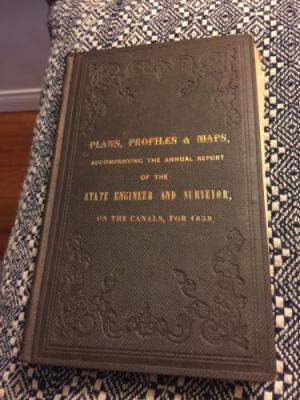 PLANS, PROFILES & MAPS,
ACCOMPANYING THE ANNUAL REPORT
OF THE
STATE ENGINEER AND SURVEYOR,
ON THE CANALS, FOR 1859.